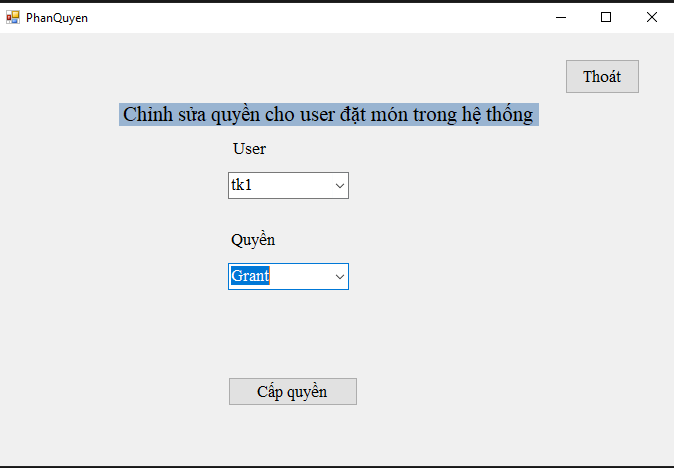 PhanQuyen
Thoát
Chỉnh sửa quyền cho user đặt món trong hệ thống
User
tk1
Quyền
Grant
Cấp quyền